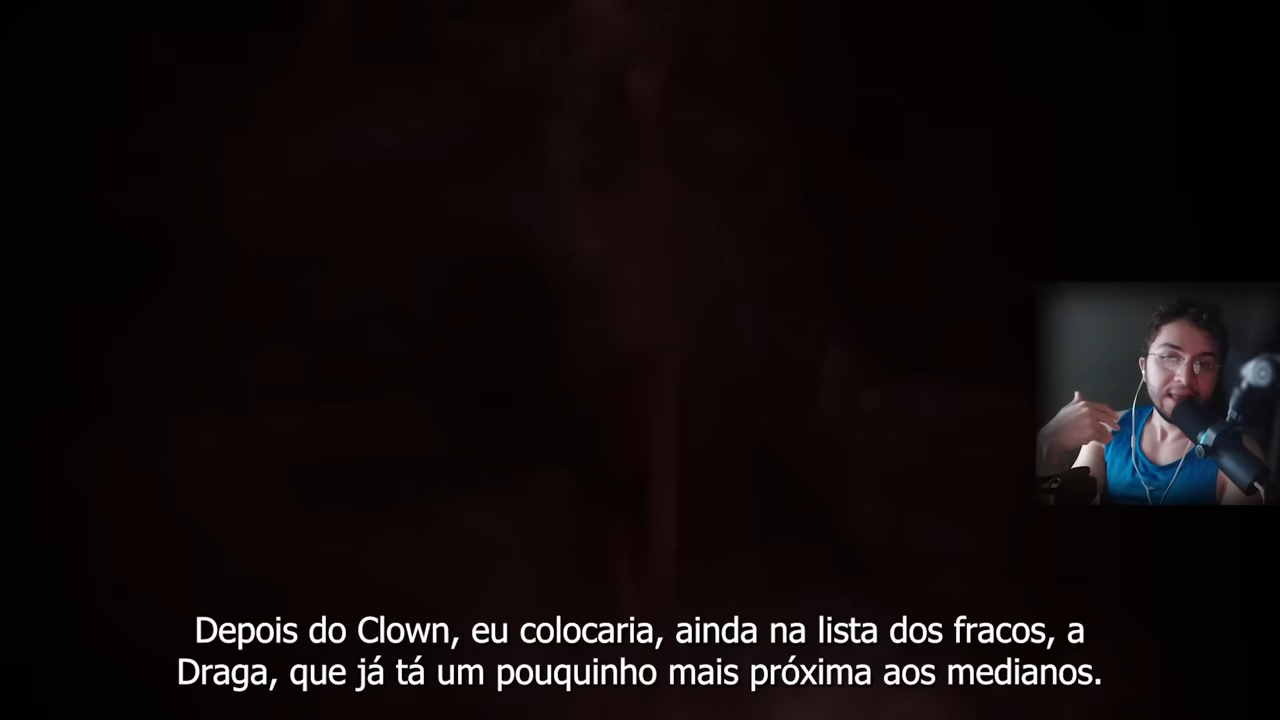 Depois do Clown, eu colocaria, ainda na lista dos fracos, a
Draga, que já tá um pouquinho mais próxima aos medianos.